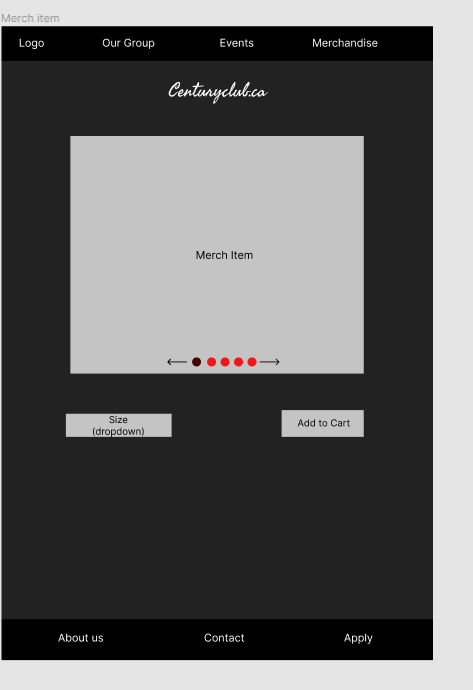 Merch item
Logo Our Group Events Merchandise
Centuryclub.ca
Merch Item
Size
(dropdown)
Add to Cart
About us Contact Apply